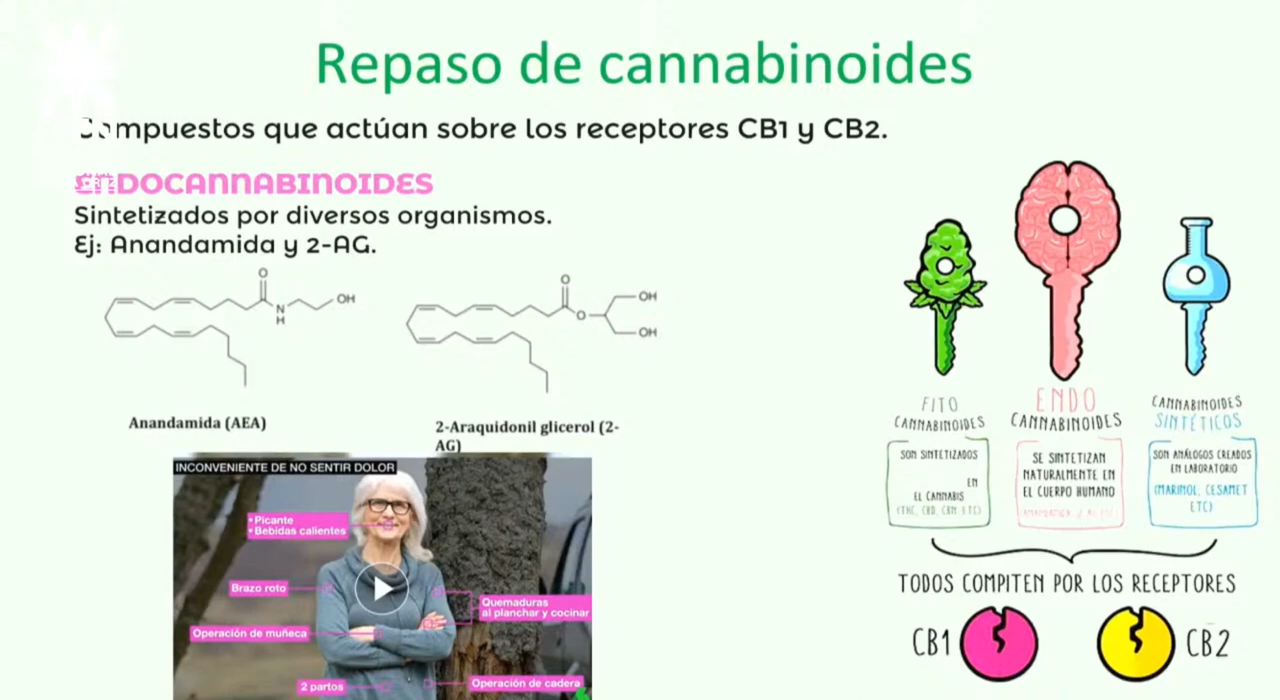 Repaso de cannabinoides
Compuestos que actúan sobre los receptores CB1 y CB2.
ENDOCANNABINOIDES
Sintetizados por diversos organismos.
Ej: Anandamida y 2-AG.
O
N
H
OH
O
O
OH
OH
Anandamida (AEA)
2-Araquidonil glicerol (2-
AG)
INCONVENIENTE DE NO SENTIR DOLOR
• Picante
• Bebidas calientes
Brazo roto
Quemaduras
al planchar y cocinar
Operación de muñeca
2 partos
Operación de cadera
FITO
CANNABINOIDES
SON SINTETIZADOS
EN
EL CANNABIS
(THC, CBD, CBN ETC)
ENDO
CANNABINOIDES
SE SINTETIZAN
NATURALMENTE EN
EL CUERPO HUMANO
CANNABINOIDES
SINTÉTICOS
SON ANÁLOGOS CREADOS
EN LABORATORIO
(MARINOL, CESAMET
ETC)
TODOS COMPITEN POR LOS RECEPTORES
CB1
CB2